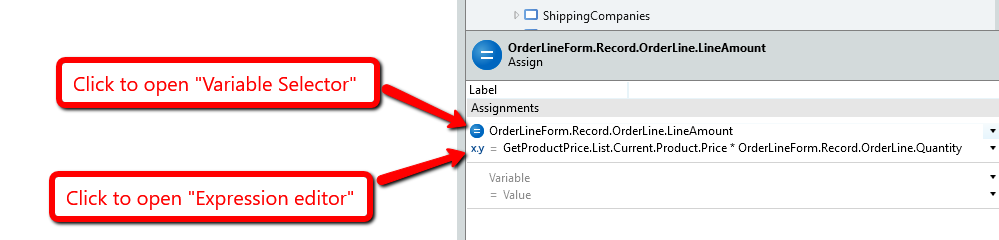 ShippingCompanies
OrderLineForm.Record.OrderLine.LineAmount
Assign
Click to open "Variable Selector"
Label
Assignments
= OrderLineForm.Record.OrderLine.LineAmount
x.y = GetProductPrice.List.Current.Product.Price * OrderLineForm.Record.OrderLine.Quantity
Click to open "Expression editor"
Variable
= Value